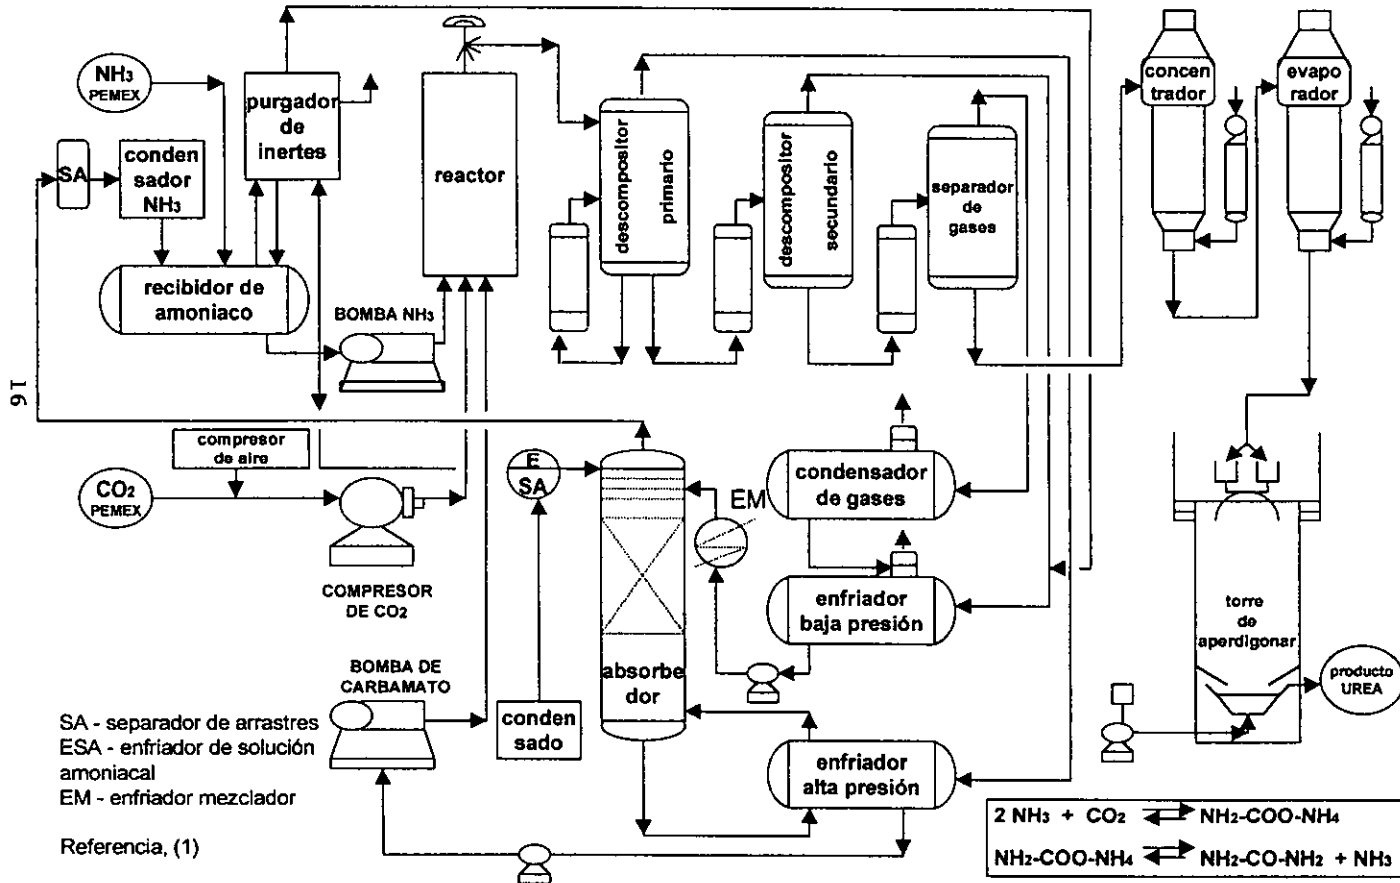 NH3
PEMEX
purgador
de
inertes
SA
conden
sador
NH3
recibidor de
amoniaco
BOMBA NH3
reactor
descompositor
primario
descompositor
secundario
separador
de
gases
concen
trador
evapo
rador
16
compresor
de aire
CO2
PEMEX
COMPRESOR
DE CO2
E
SA
EM
condensador
de gases
enfriador
baja presión
absorbe
dor
BOMBA DE
CARBAMATO
conden
sado
enfriador
alta presión
torre
de
aperdigonar
producto
UREA
SA - separador de arrastres
ESA - enfriador de solución
amoniacal
EM - enfriador mezclador
Referencia, (1)
2 NH3 + CO2 ⇄ NH2-COO-NH4
NH2-COO-NH4 ⇄ NH2-CO-NH2 + NH3